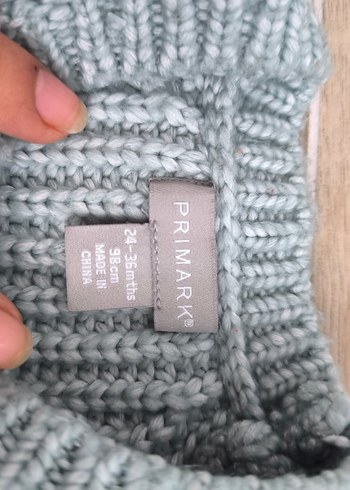 PRIMARK®
24-36mths
98cm
MADE IN
CHINA